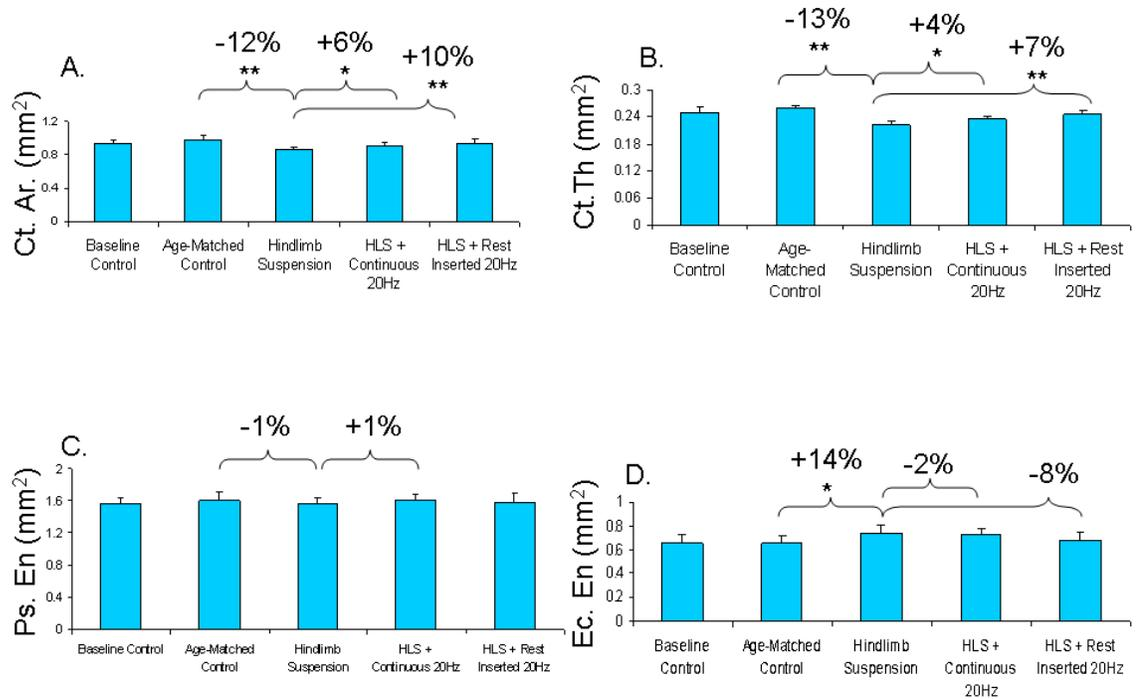 A.
-12%
**
+6%
*
+10%
**
Ct. Ar. (mm²)
1.2
0.8
0.4
0
Baseline
Control
Age-Matched
Control
Hindlimb
Suspension
HLS +
Continuous
20Hz
HLS + Rest
Inserted 20Hz
B.
-13%
**
+4%
*
+7%
**
Ct.Th (mm²)
0.3
0.24
0.18
0.12
0.06
0
Baseline
Control
Age-
Matched
Control
Hindlimb
Suspension
HLS +
Continuous
20Hz
HLS + Rest
Inserted
20Hz
C.
-1%
+1%
Ps. En (mm²)
2
1.6
1.2
0.8
0.4
0
Baseline Control
Age-Matched
Control
Hindlimb
Suspension
HLS +
Continuous 20Hz
HLS + Rest
Inserted 20Hz
D.
+14%
*
-2%
-8%
Ec. En (mm²)
1
0.8
0.6
0.4
0.2
0
Baseline
Control
Age-Matched
Control
Hindlimb
Suspension
HLS +
Continuous
20Hz
HLS + Rest
Inserted 20Hz